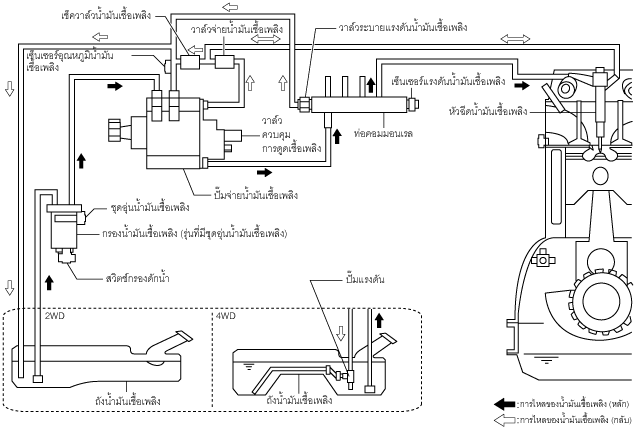 เช็ควาล์วน้ำมันเชื้อเพลิง
วาล์วจ่ายน้ำมันเชื้อเพลิง
วาล์วระบายแรงดันน้ำมันเชื้อเพลิง
เซ็นเซอร์อุณหภูมิน้ำมัน
เชื้อเพลิง
เซ็นเซอร์แรงดันน้ำมันเชื้อเพลิง
หัวฉีดน้ำมันเชื้อเพลิง
วาล์ว
ควบคุม
การดูดเชื้อเพลิง
ท่อคอมมอนเรล
ปั๊มจ่ายน้ำมันเชื้อเพลิง
ชุดอุ่นน้ำมันเชื้อเพลิง
กรองน้ำมันเชื้อเพลิง (รุ่นที่มีชุดอุ่นน้ำมันเชื้อเพลิง)
สวิตช์กรองดักน้ำ
ปั๊มแรงดัน
2WD
4WD
ถังน้ำมันเชื้อเพลิง
ถังน้ำมันเชื้อเพลิง
:การไหลของน้ำมันเชื้อเพลิง (หลัก)
:การไหลของน้ำมันเชื้อเพลิง (กลับ)